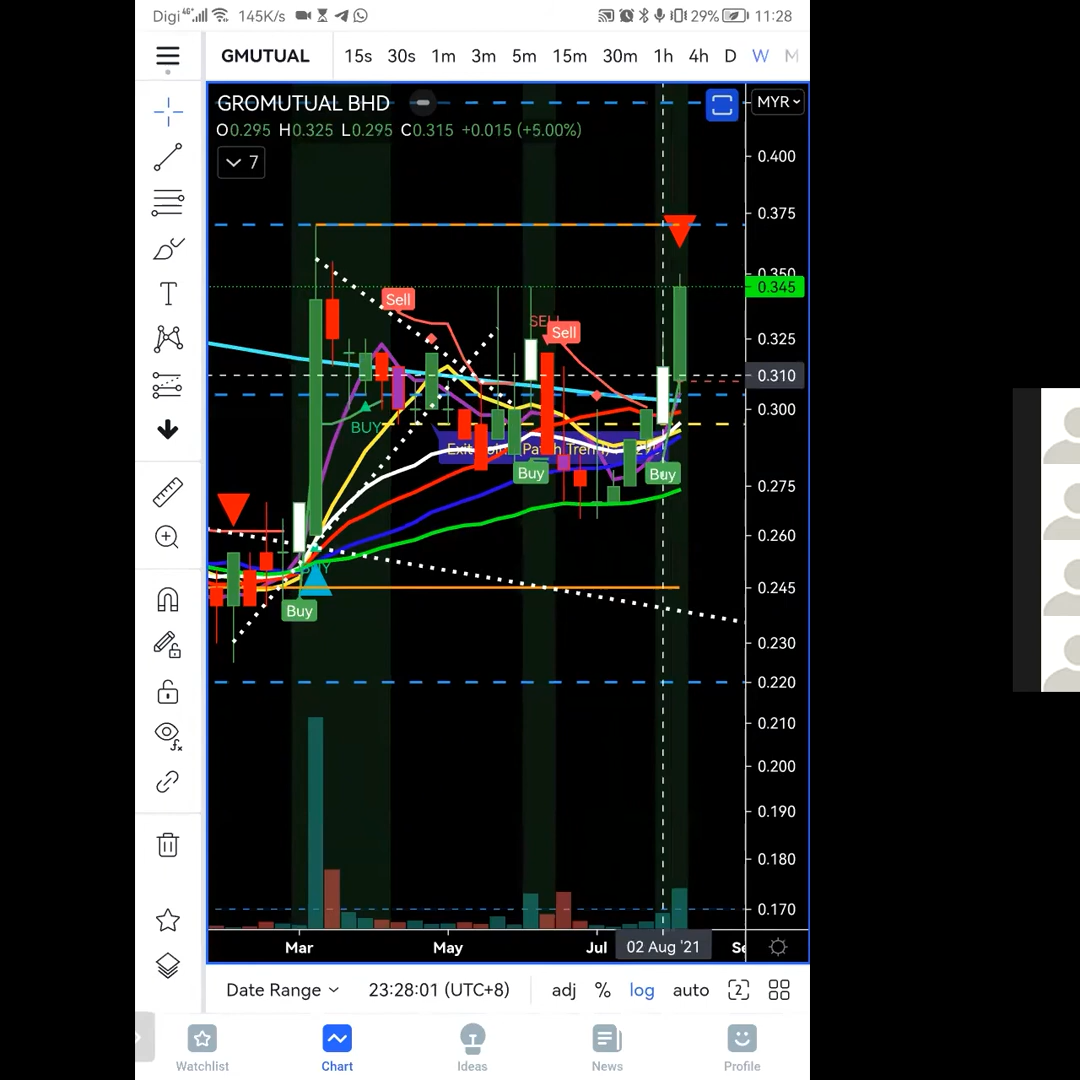 Digi 4G 145K/s 29% 11:28
GMUTUAL 15s 30s 1m 3m 5m 15m 30m 1h 4h D W M
GROMUTUAL BHD
MYR
O0.295 H0.325 L0.295 C0.315 +0.015 (+5.00%)
7
0.400
0.375
0.350
0.345
Sell
SELL
Sell
0.325
0.310
0.300
BUY
Buy
Buy
0.275
0.260
0.245
Buy
0.230
0.220
0.210
0.200
0.190
0.180
0.170
Mar May Jul 02 Aug '21
Date Range 23:28:01 (UTC+8) adj % log auto 2
Watchlist Chart Ideas News Profile